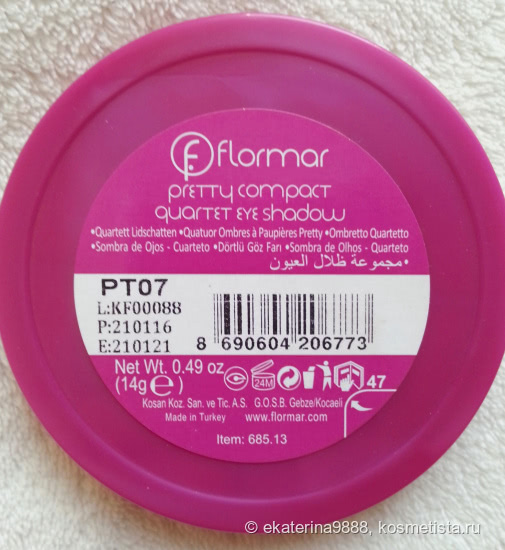 flormar
pretty compact
quartet eye shadow
•Quartett Lidschatten •Quatuor Ombres à Paupières Pretty •Ombretto Quartetto
•Sombra de Ojos - Cuarteto •Dörtlü Göz Farı •Sombra de Olhos - Quarteto
•مجموعة ظلال العيون
PT07
L:KF00088
P:210116
E:210121
8 690604 206773
Net Wt. 0.49 oz
(14g e)
24M
47
Kosan Koz. San. ve Tic. A.S. G.O.S.B. Gebze/Kocaeli
Made in Turkey www.flormar.com
Item: 685.13
© ekaterina9888, kosmetista.ru